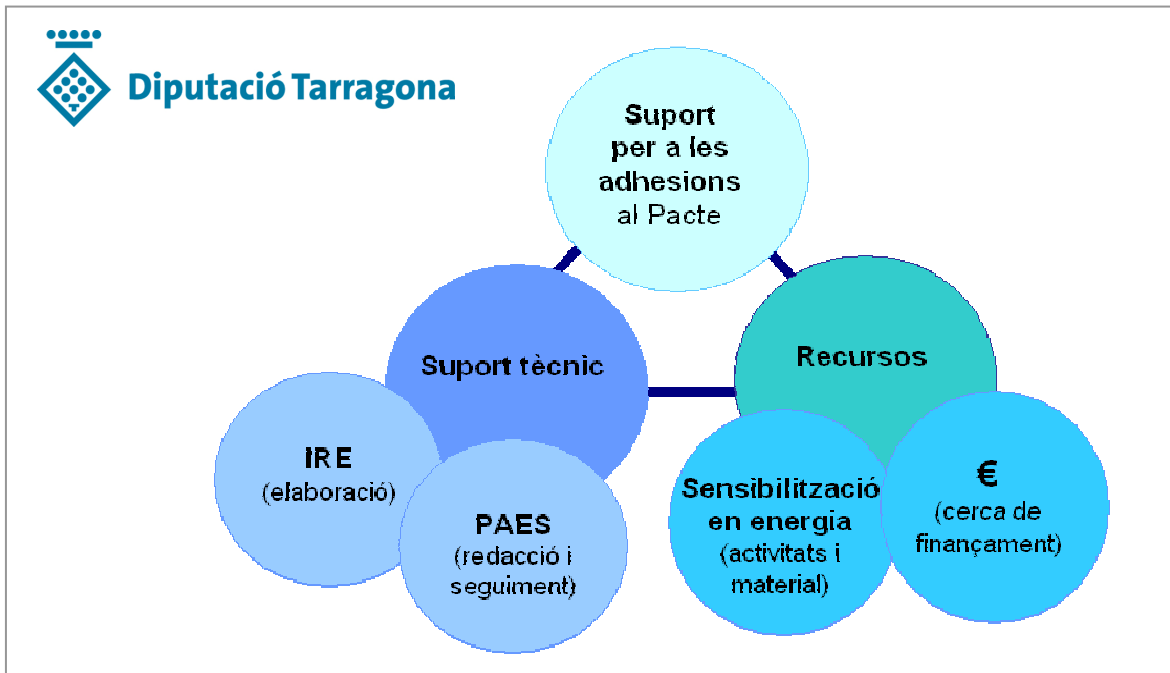 Diputació Tarragona
Suport
per a les
adhesions
al Pacte
Suport tècnic
Recursos
IRE
(elaboració)
PAES
(redacció i
seguiment)
Sensibilització
en energia
(activitats i
material)
€
(cerca de
finançament)